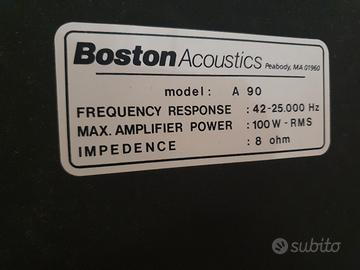 Boston Acoustics Peabody, MA 01960
model: A 90
FREQUENCY RESPONSE : 42-25.000 Hz
MAX. AMPLIFIER POWER : 100W-RMS
IMPEDENCE : 8 ohm
subito